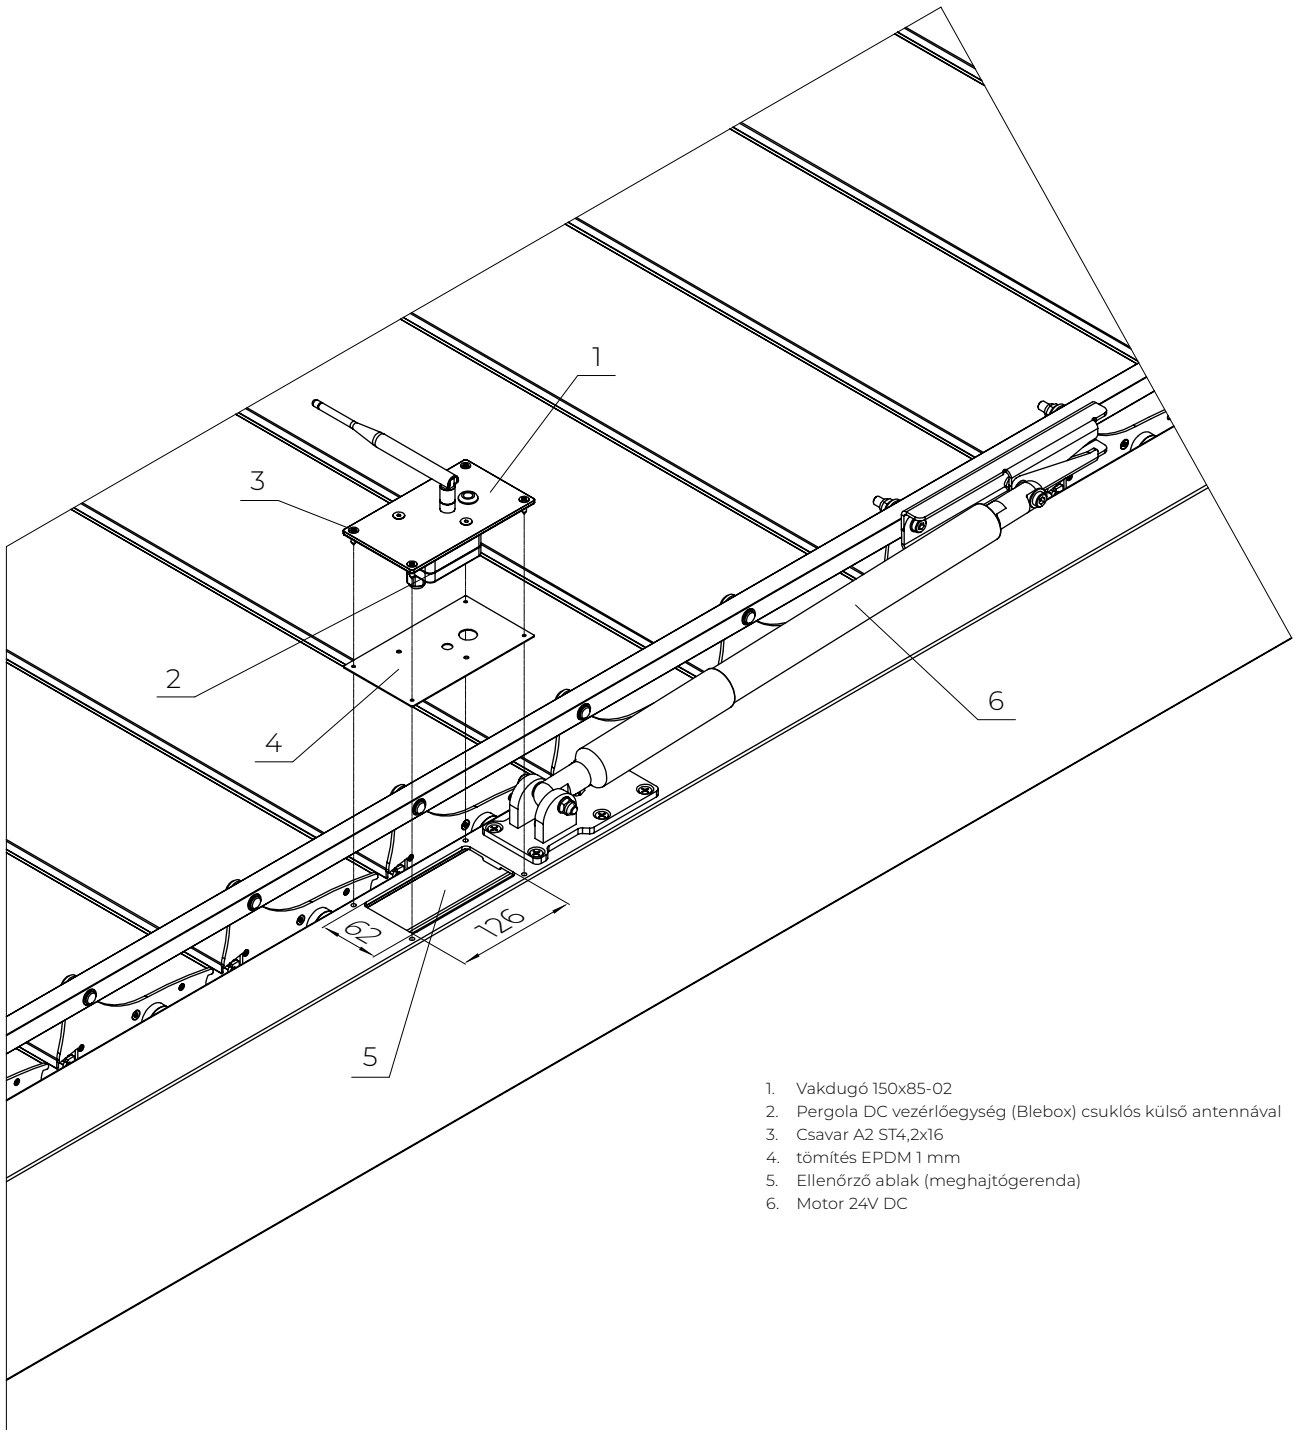 1
3
2
4
6
62
126
5
1. Vakdugó 150x85-02
2. Pergola DC vezérlőegység (Blebox) csuklós külső antennával
3. Csavar A2 ST4,2x16
4. tömítés EPDM 1 mm
5. Ellenőrző ablak (meghajtógerenda)
6. Motor 24V DC